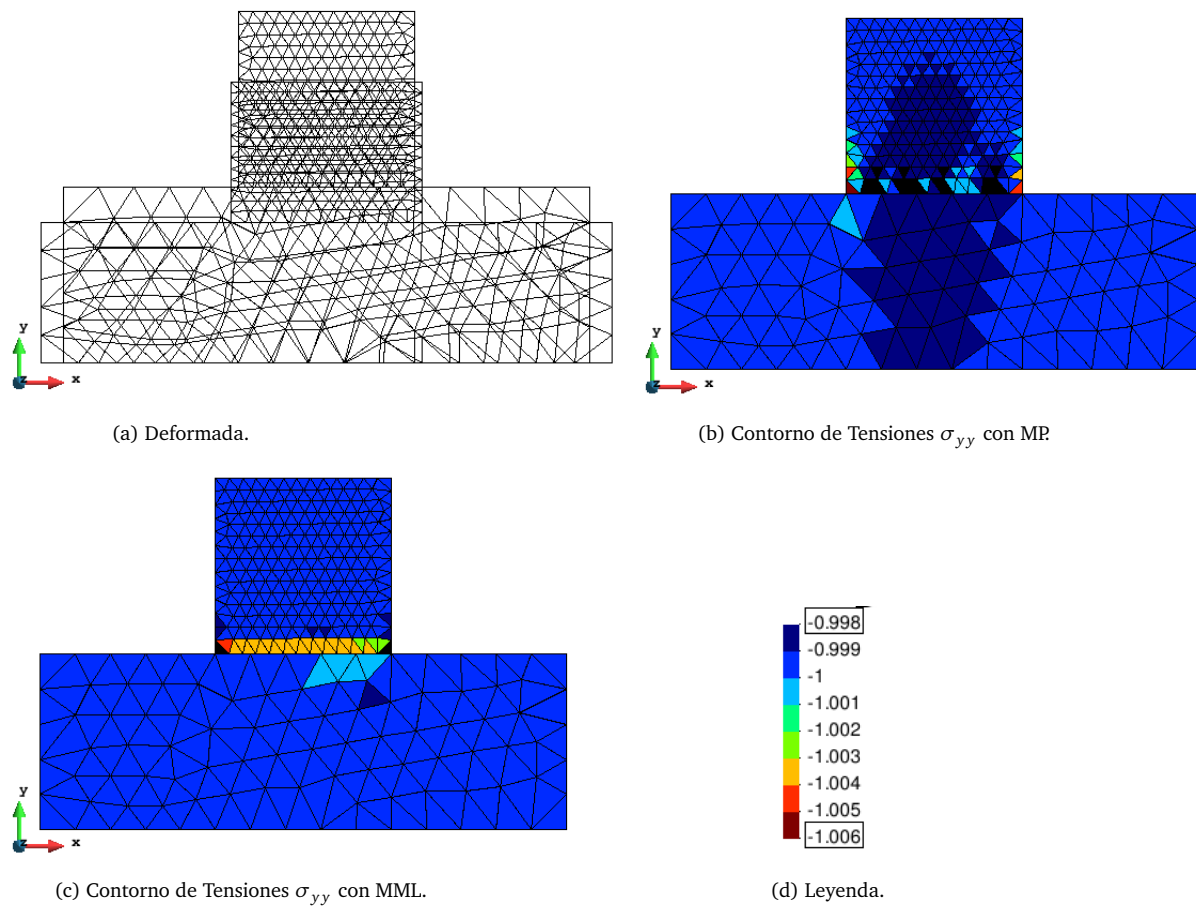 y
z
x
(a) Deformada.
y
z
x
(b) Contorno de Tensiones σyy con MP.
y
z
x
(c) Contorno de Tensiones σyy con MML.
-0.998
-0.999
-1
-1.001
-1.002
-1.003
-1.004
-1.005
-1.006
(d) Leyenda.